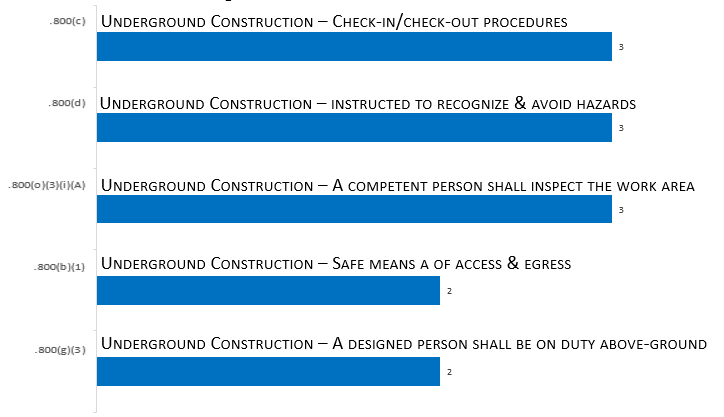 .800(c)
Underground Construction – Check-in/check-out procedures
3
.800(d)
Underground Construction – instructed to recognize & avoid hazards
3
.800(o)(3)(i)(A)
Underground Construction – A competent person shall inspect the work area
3
.800(b)(1)
Underground Construction – Safe means a of access & egress
2
.800(g)(3)
Underground Construction – A designed person shall be on duty above-ground
2